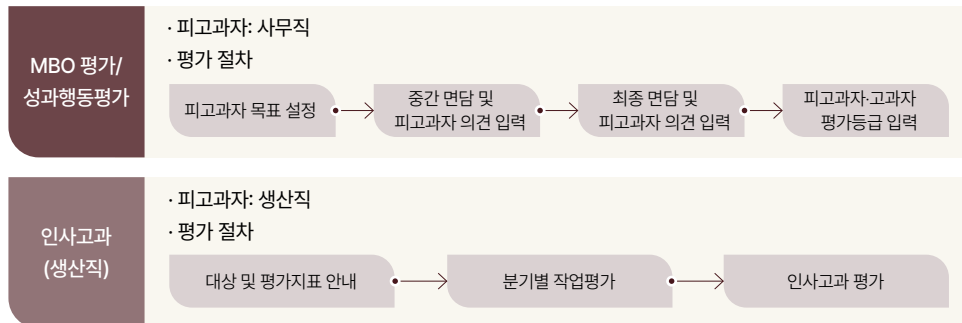 MBO 평가/
성과행동평가
· 피고과자: 사무직
· 평가 절차
피고과자 목표 설정
중간 면담 및
피고과자 의견 입력
최종 면담 및
피고과자 의견 입력
피고과자·고과자
평가등급 입력
인사고과
(생산직)
· 피고과자: 생산직
· 평가 절차
대상 및 평가지표 안내
분기별 작업평가
인사고과 평가